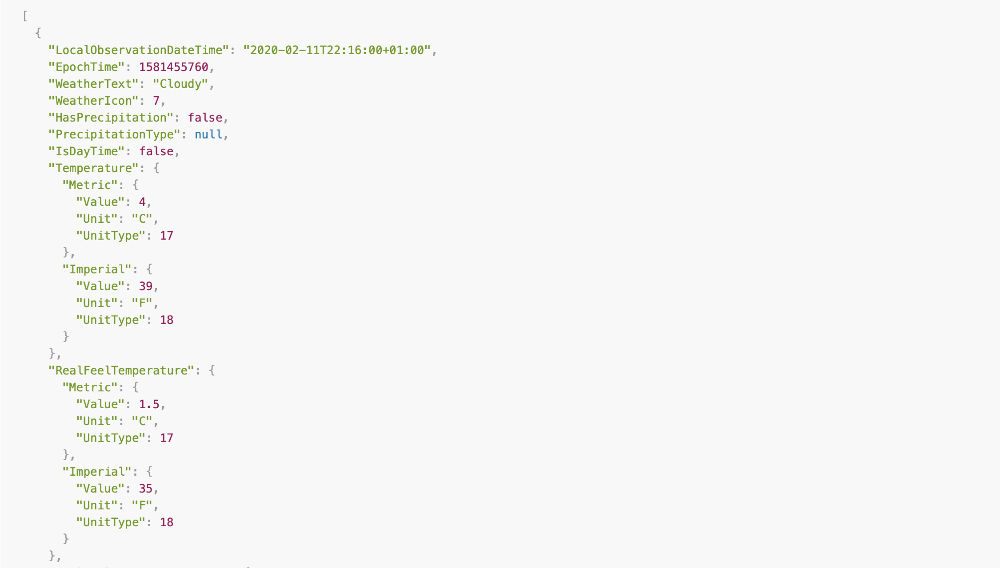 [
  {
    "LocalObservationDateTime": "2020-02-11T22:16:00+01:00",
    "EpochTime": 1581455760,
    "WeatherText": "Cloudy",
    "WeatherIcon": 7,
    "HasPrecipitation": false,
    "PrecipitationType": null,
    "IsDayTime": false,
    "Temperature": {
      "Metric": {
        "Value": 4,
        "Unit": "C",
        "UnitType": 17
      },
      "Imperial": {
        "Value": 39,
        "Unit": "F",
        "UnitType": 18
      }
    },
    "RealFeelTemperature": {
      "Metric": {
        "Value": 1.5,
        "Unit": "C",
        "UnitType": 17
      },
      "Imperial": {
        "Value": 35,
        "Unit": "F",
        "UnitType": 18
      }
    },